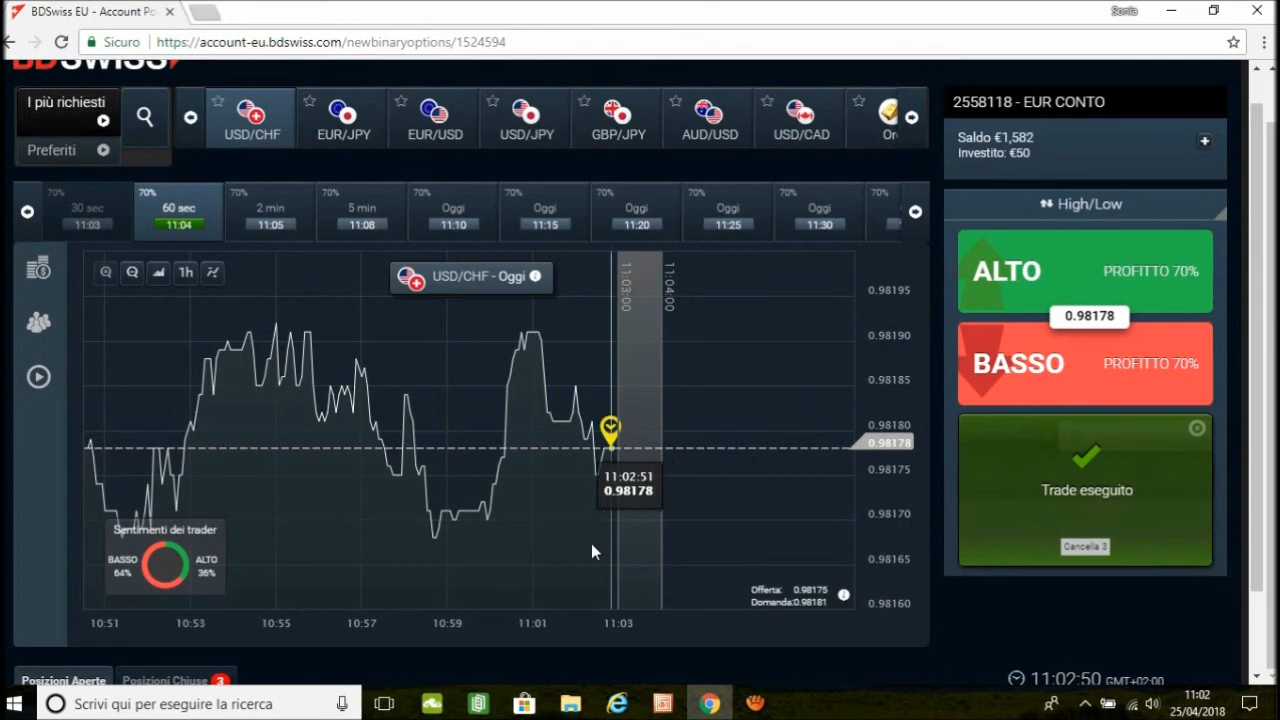 BDSwiss EU - Account Po
Sonia
Sicuro
https://account-eu.bdswiss.com/newbinaryoptions/1524594
BDSWISS
I più richiesti
Preferiti
USD/CHF
EUR/JPY
EUR/USD
USD/JPY
GBP/JPY
AUD/USD
USD/CAD
Or
2558118 - EUR CONTO
Saldo €1,582
Investito: €50
70% 70% 70% 70% 70% 70% 70% 70% 70% 70%
30 sec 60 sec 2 min 5 min Oggi Oggi Oggi Oggi Oggi
11:03 11:04 11:05 11:08 11:10 11:15 11:20 11:25 11:30
High/Low
ALTO PROFITTO 70%
0.98178
BASSO PROFITTO 70%
Trade eseguito
Cancella 3
1h
USD/CHF - Oggi
11:03:00
11:04:00
0.98195
0.98190
0.98185
0.98180
0.98178
0.98175
0.98170
0.98165
0.98160
11:02:51
0.98178
Sentimenti dei trader
BASSO
64%
ALTO
36%
Offerta: 0.98175
Domanda:0.98181
10:51 10:53 10:55 10:57 10:59 11:01 11:03
Posizioni Aperte
Posizioni Chiuse 3
11:02:50 GMT+02:00
Scrivi qui per eseguire la ricerca
11:02
25/04/2018